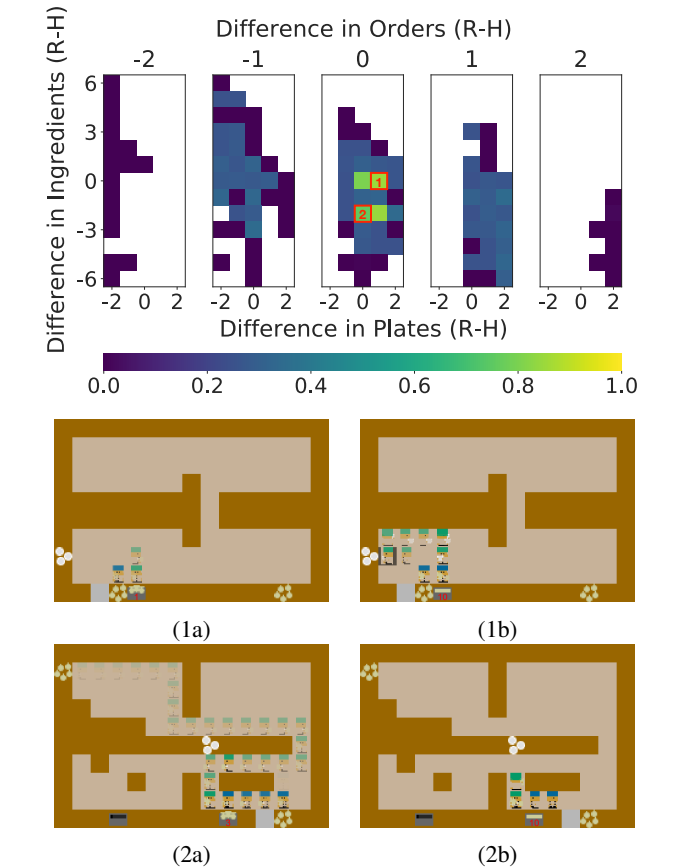 Difference in Orders (R-H)
-2 -1 0 1 2
Difference in Ingredients (R-H)
6
3
0
-3
-6
1
2
-2 0 2 -2 0 2 -2 0 2 -2 0 2 -2 0 2
Difference in Plates (R-H)
0.0 0.2 0.4 0.6 0.8 1.0
10
(1a) (1b)
10
(2a) (2b)